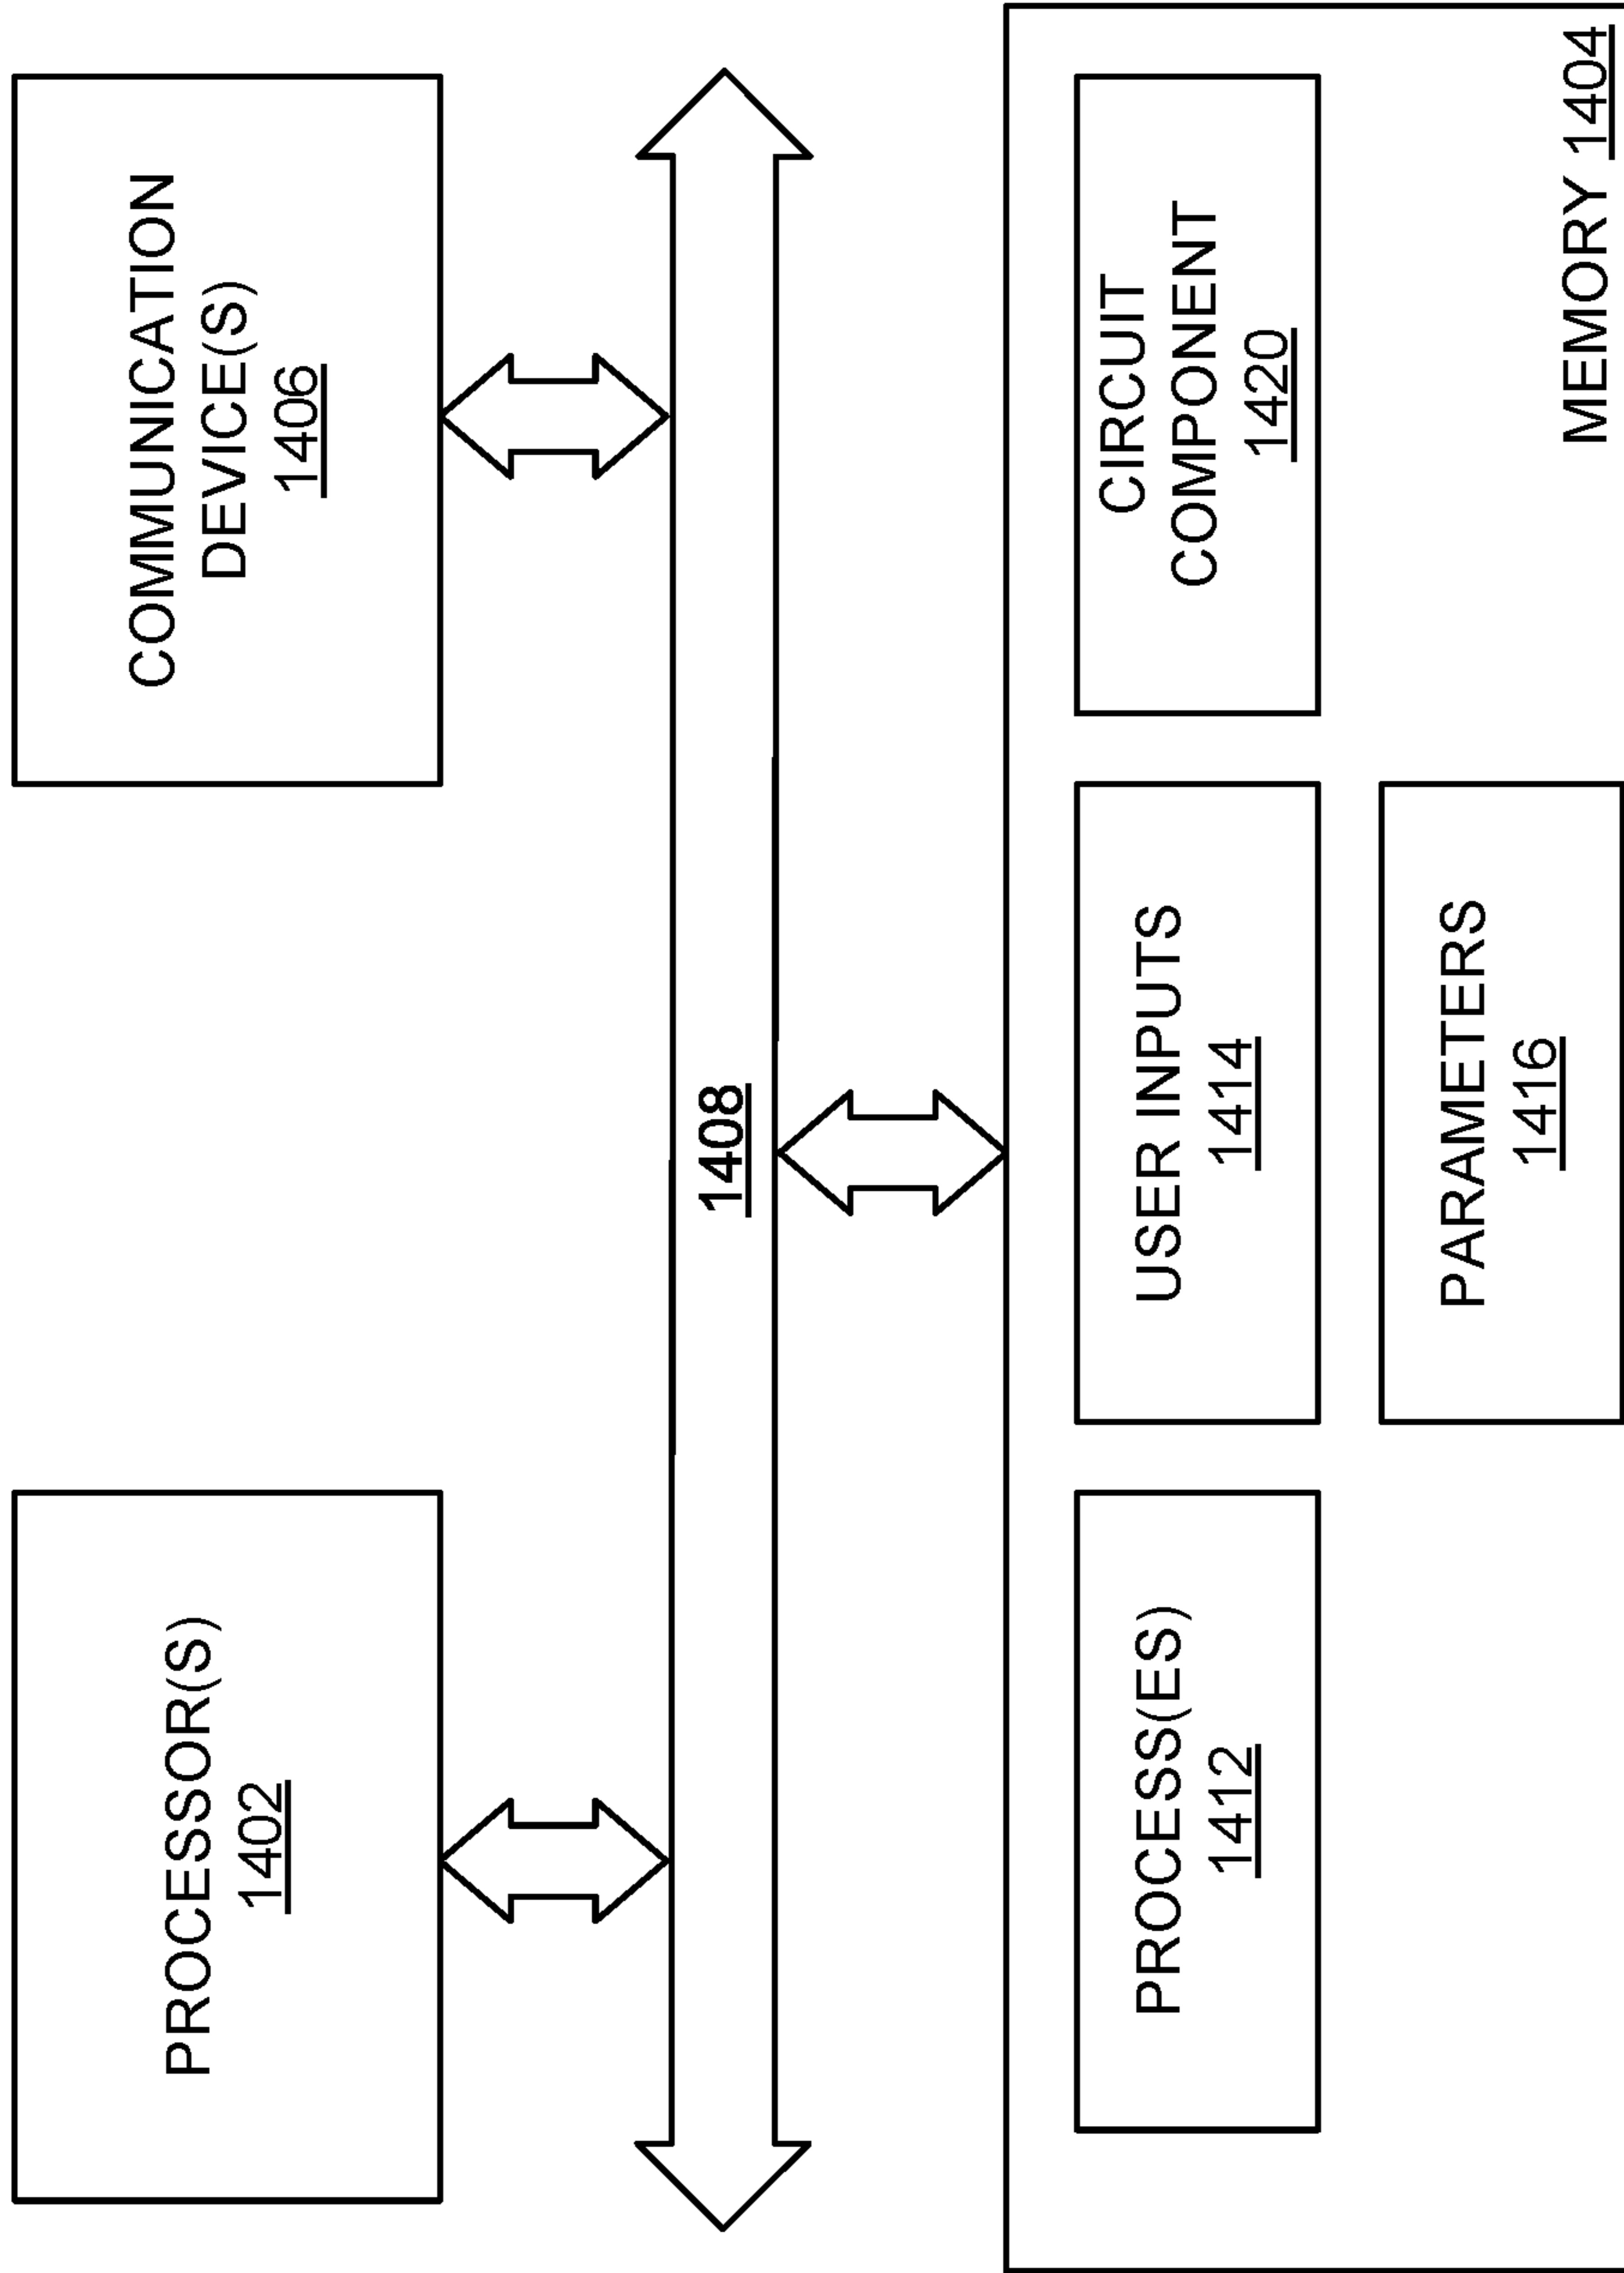 PROCESSOR(S)
1402
COMMUNICATION
DEVICE(S)
1406
1408
PROCESS(ES)
1412
USER INPUTS
1414
CIRCUIT
COMPONENT
1420
PARAMETERS
1416
MEMORY 1404